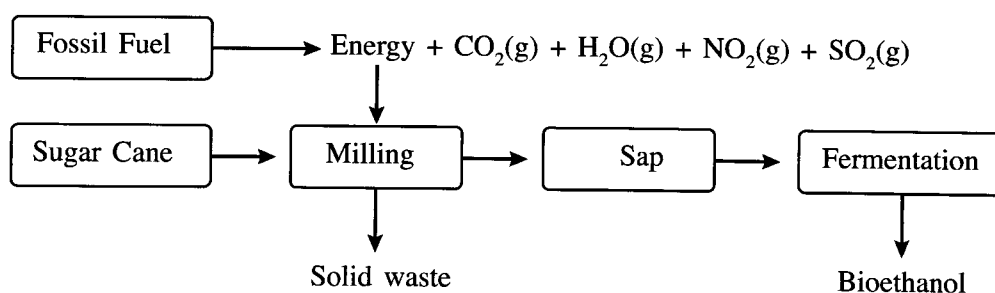 Fossil Fuel Energy + CO₂(g) + H₂O(g) + NO₂(g) + SO₂(g)
Sugar Cane Milling Sap Fermentation
Solid waste Bioethanol